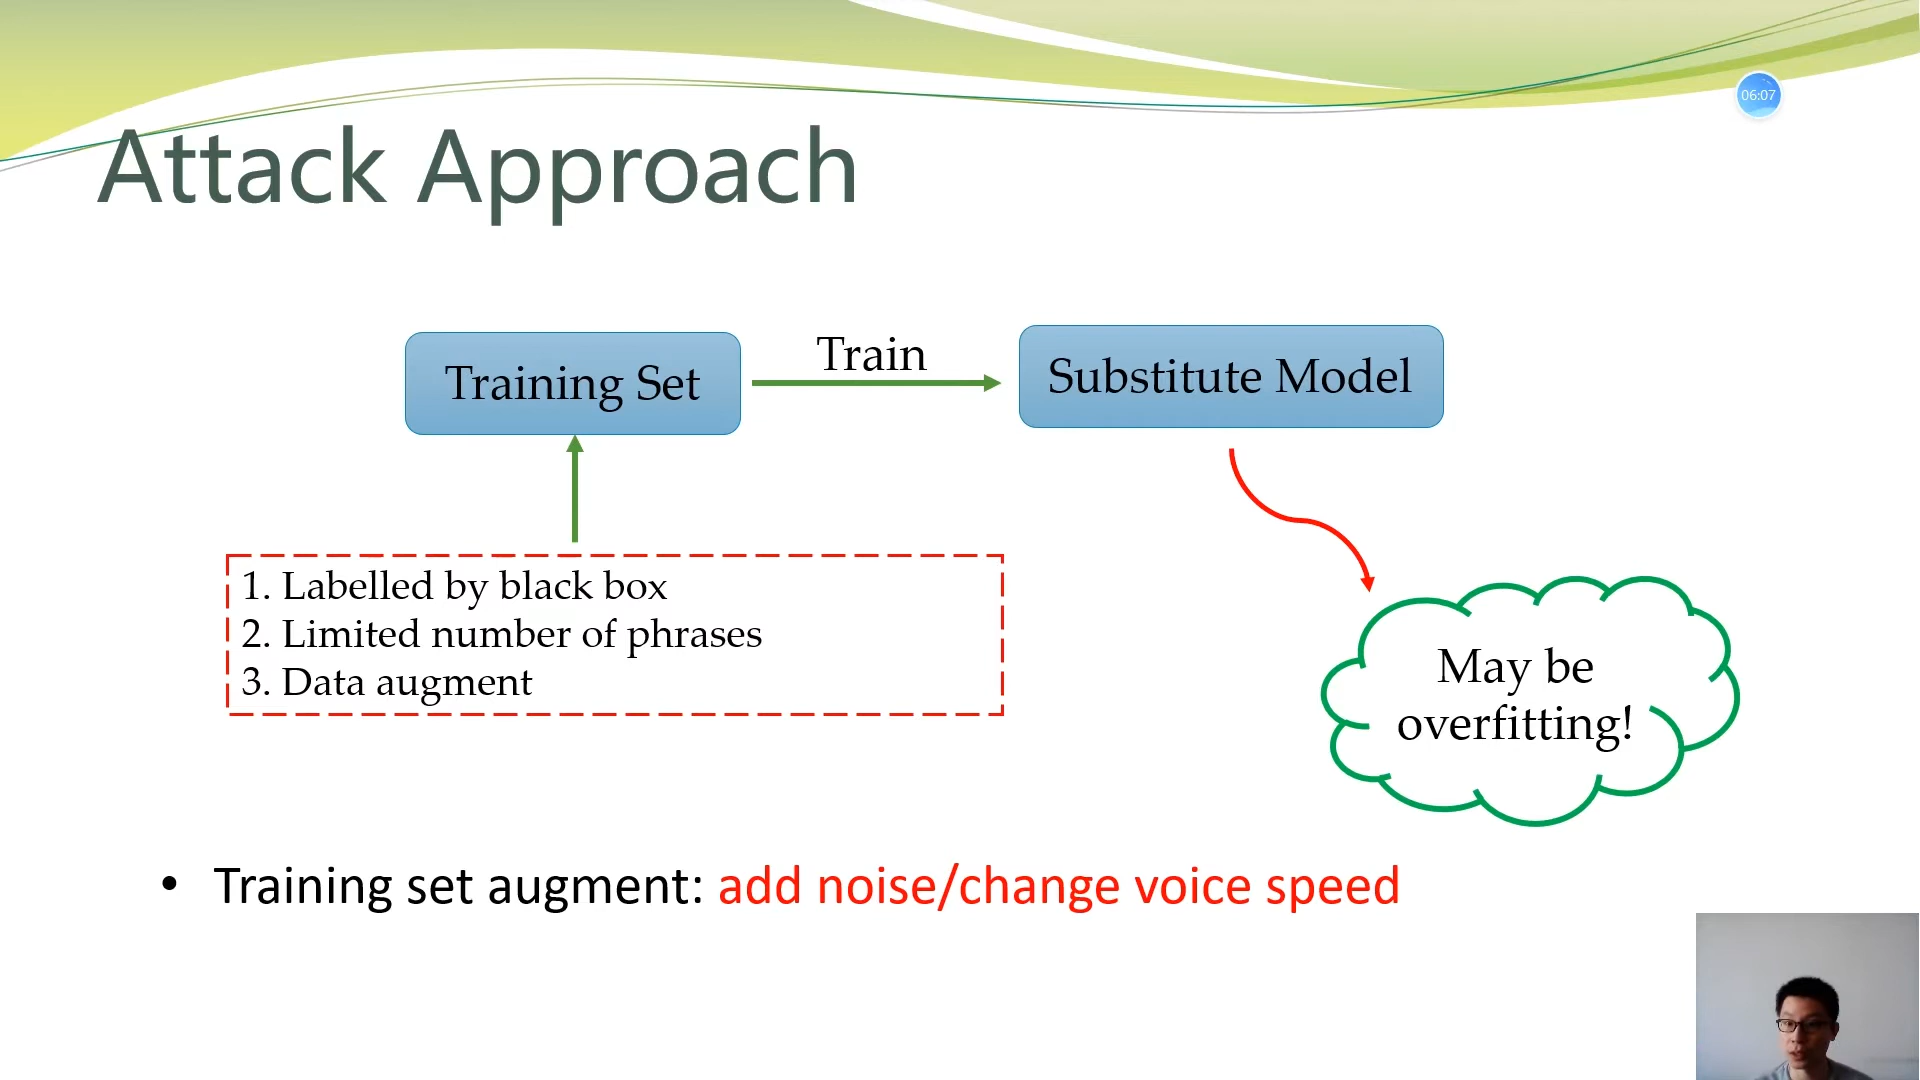 06:07
Attack Approach
Training Set
Train
Substitute Model
1. Labelled by black box
2. Limited number of phrases
3. Data augment
May be
overfitting!
• Training set augment: add noise/change voice speed